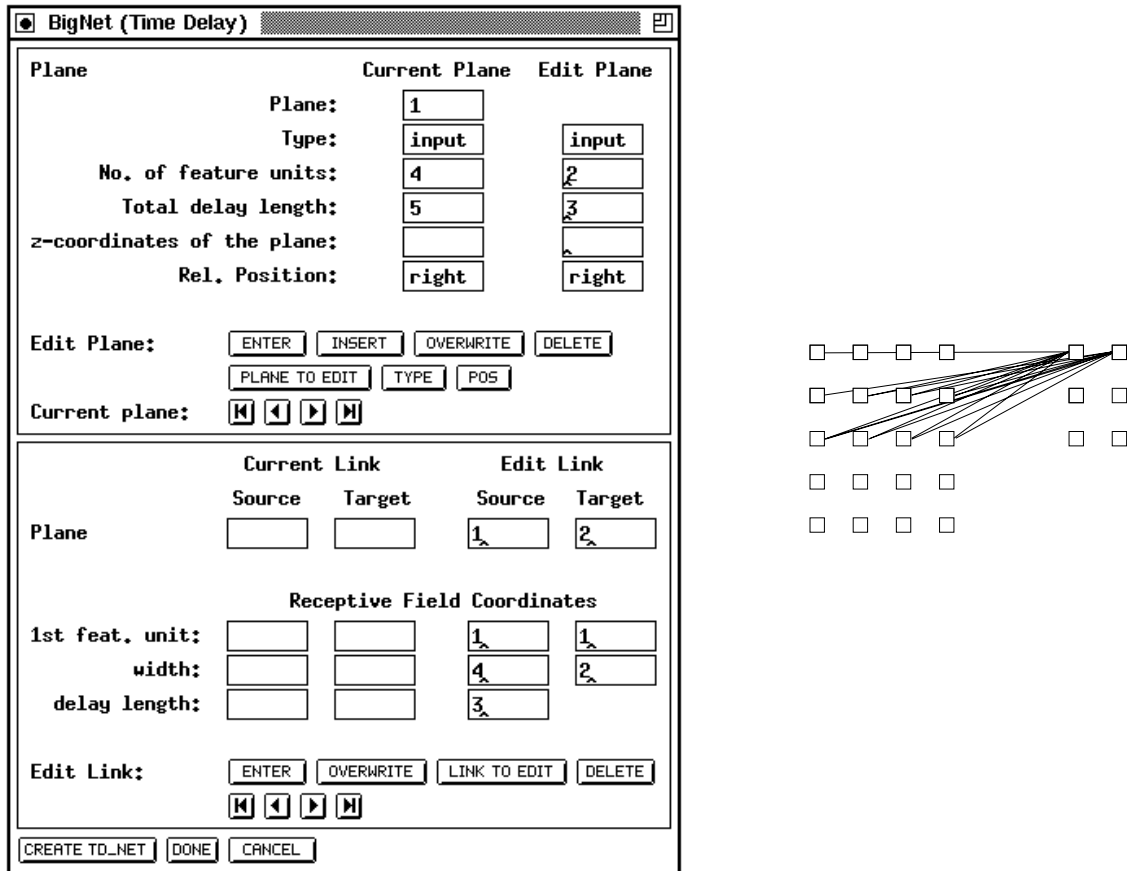 BigNet (Time Delay)
Plane Current Plane Edit Plane
Plane: 1
Type: input input
No. of feature units: 4 2
Total delay length: 5 3
z-coordinates of the plane:
Rel. Position: right right
Edit Plane: ENTER INSERT OVERWRITE DELETE
PLANE TO EDIT TYPE POS
Current plane:
Current Link Edit Link
Source Target Source Target
Plane 1 2
Receptive Field Coordinates
1st feat. unit: 1 1
width: 4 2
delay length: 3
Edit Link: ENTER OVERWRITE LINK TO EDIT DELETE
CREATE TD_NET DONE CANCEL